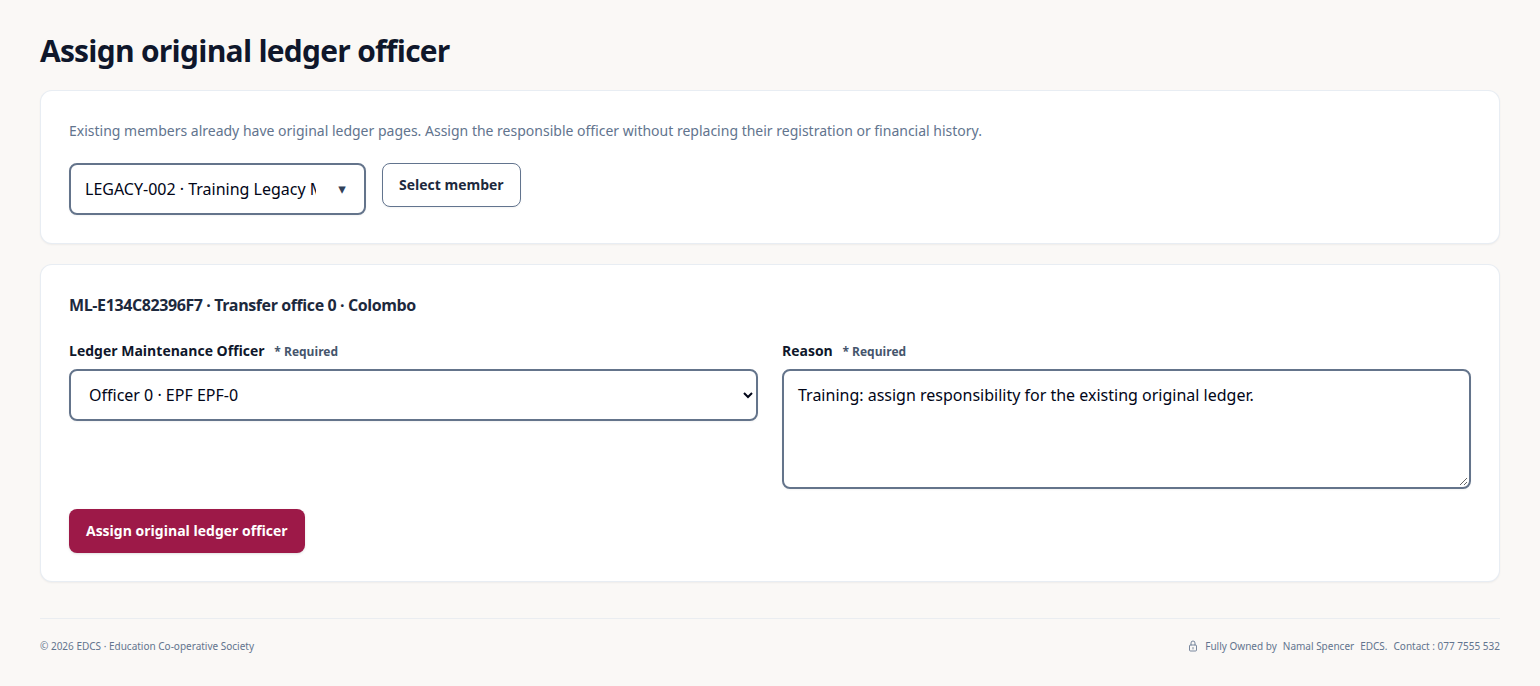 Assign original ledger officer
Existing members already have original ledger pages. Assign the responsible officer without replacing their registration or financial history.
LEGACY-002 · Training Legacy
Select member
ML-E134C82396F7 · Transfer office 0 · Colombo
Ledger Maintenance Officer * Required
Reason * Required
Officer 0 · EPF EPF-0
Training: assign responsibility for the existing original ledger.
Assign original ledger officer
© 2026 EDCS · Education Co-operative Society
Fully Owned by Namal Spencer EDCS. Contact : 077 7555 532